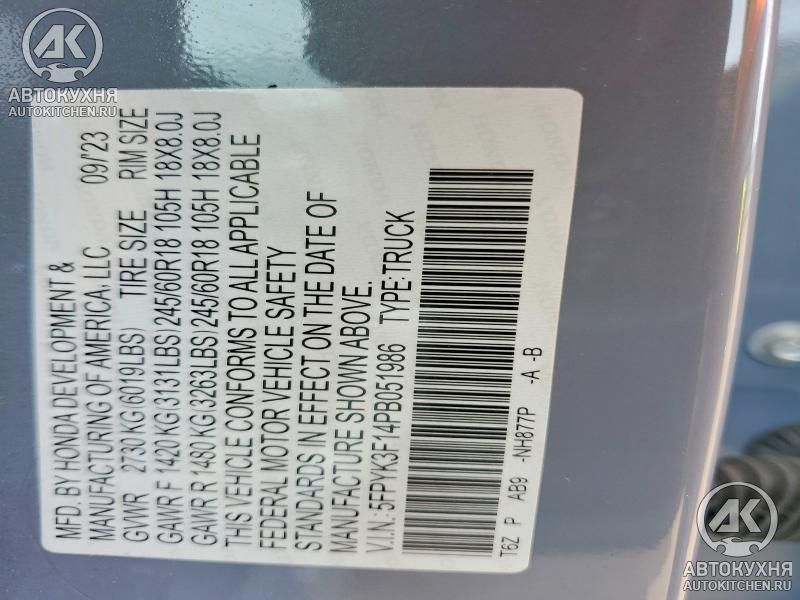 AK
АВТОКУХНЯ
AUTOKITCHEN.RU
MFD. BY HONDA DEVELOPMENT &
MANUFACTURING OF AMERICA, LLC 09/'23
GVWR 2730 KG (6019LBS) TIRE SIZE RIM SIZE
GAWR F 1420 KG (3131LBS) 245/60R18 105H 18X8.0J
GAWR R 1480 KG (3263LBS) 245/60R18 105H 18X8.0J
THIS VEHICLE CONFORMS TO ALL APPLICABLE
FEDERAL MOTOR VEHICLE SAFETY
STANDARDS IN EFFECT ON THE DATE OF
MANUFACTURE SHOWN ABOVE.
V.I.N.: 5FPYK3F14PB051986 TYPE: TRUCK
T6Z P AB9 -NH877P -A -B
AK
АВТОКУХНЯ
AUTOKITCHEN.RU